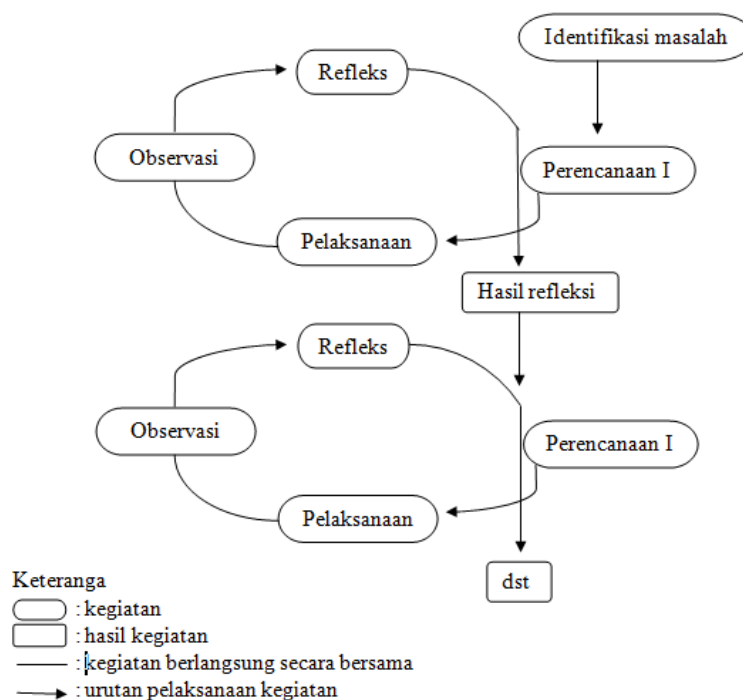 Identifikasi masalah
Refleks
Observasi
Perencanaan I
Pelaksanaan
Hasil refleksi
Refleks
Observasi
Perencanaan I
Pelaksanaan
dst
Keteranga
: kegiatan
: hasil kegiatan
: kegiatan berlangsung secara bersama
: urutan pelaksanaan kegiatan